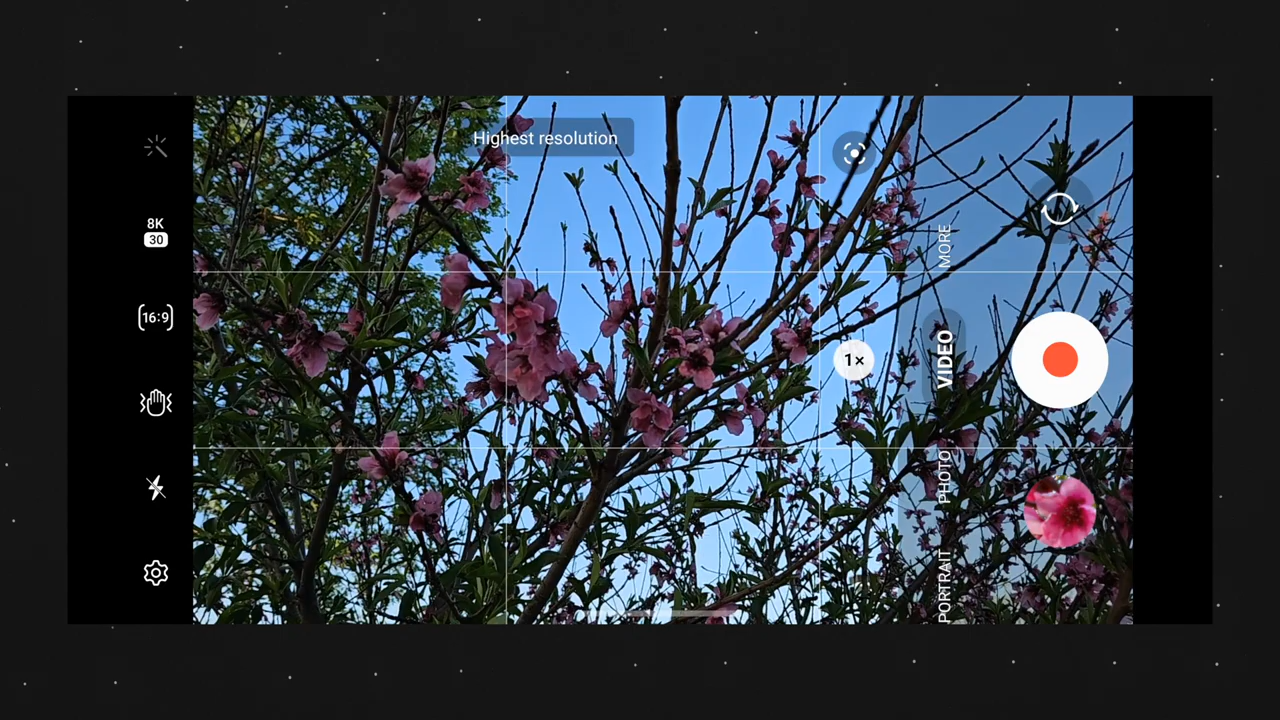 Highest resolution
8K
30
16:9
1×
MORE
VIDEO
PHOTO
PORTRAIT